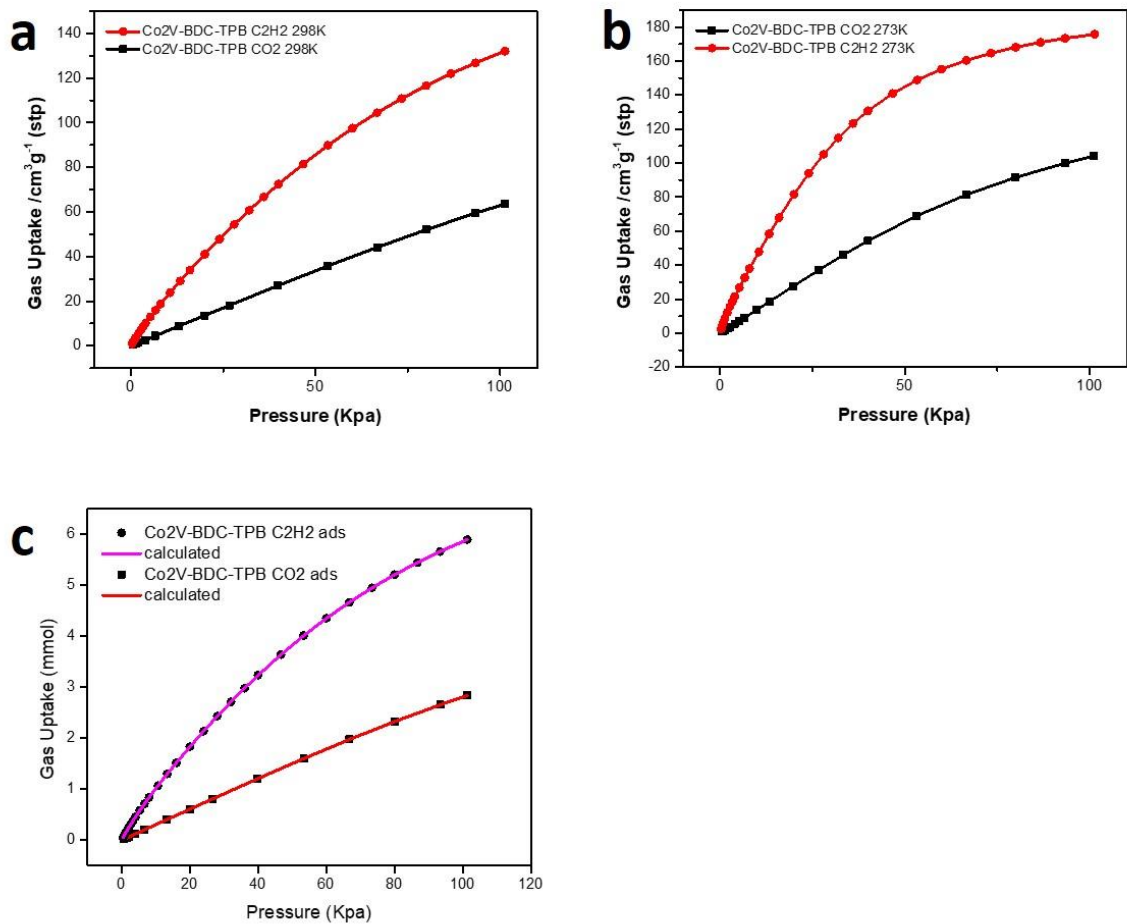 a
Co2V-BDC-TPB C2H2 298K
Co2V-BDC-TPB CO2 298K
Gas Uptake /cm³g⁻¹ (stp)
140
120
100
80
60
40
20
0
0 50 100
Pressure (Kpa)
b
Co2V-BDC-TPB CO2 273K
Co2V-BDC-TPB C2H2 273K
Gas Uptake /cm³g⁻¹ (stp)
180
160
140
120
100
80
60
40
20
0
-20
0 50 100
Pressure (Kpa)
c
Co2V-BDC-TPB C2H2 ads
calculated
Co2V-BDC-TPB CO2 ads
calculated
Gas Uptake (mmol)
6
5
4
3
2
1
0
0 20 40 60 80 100 120
Pressure (Kpa)